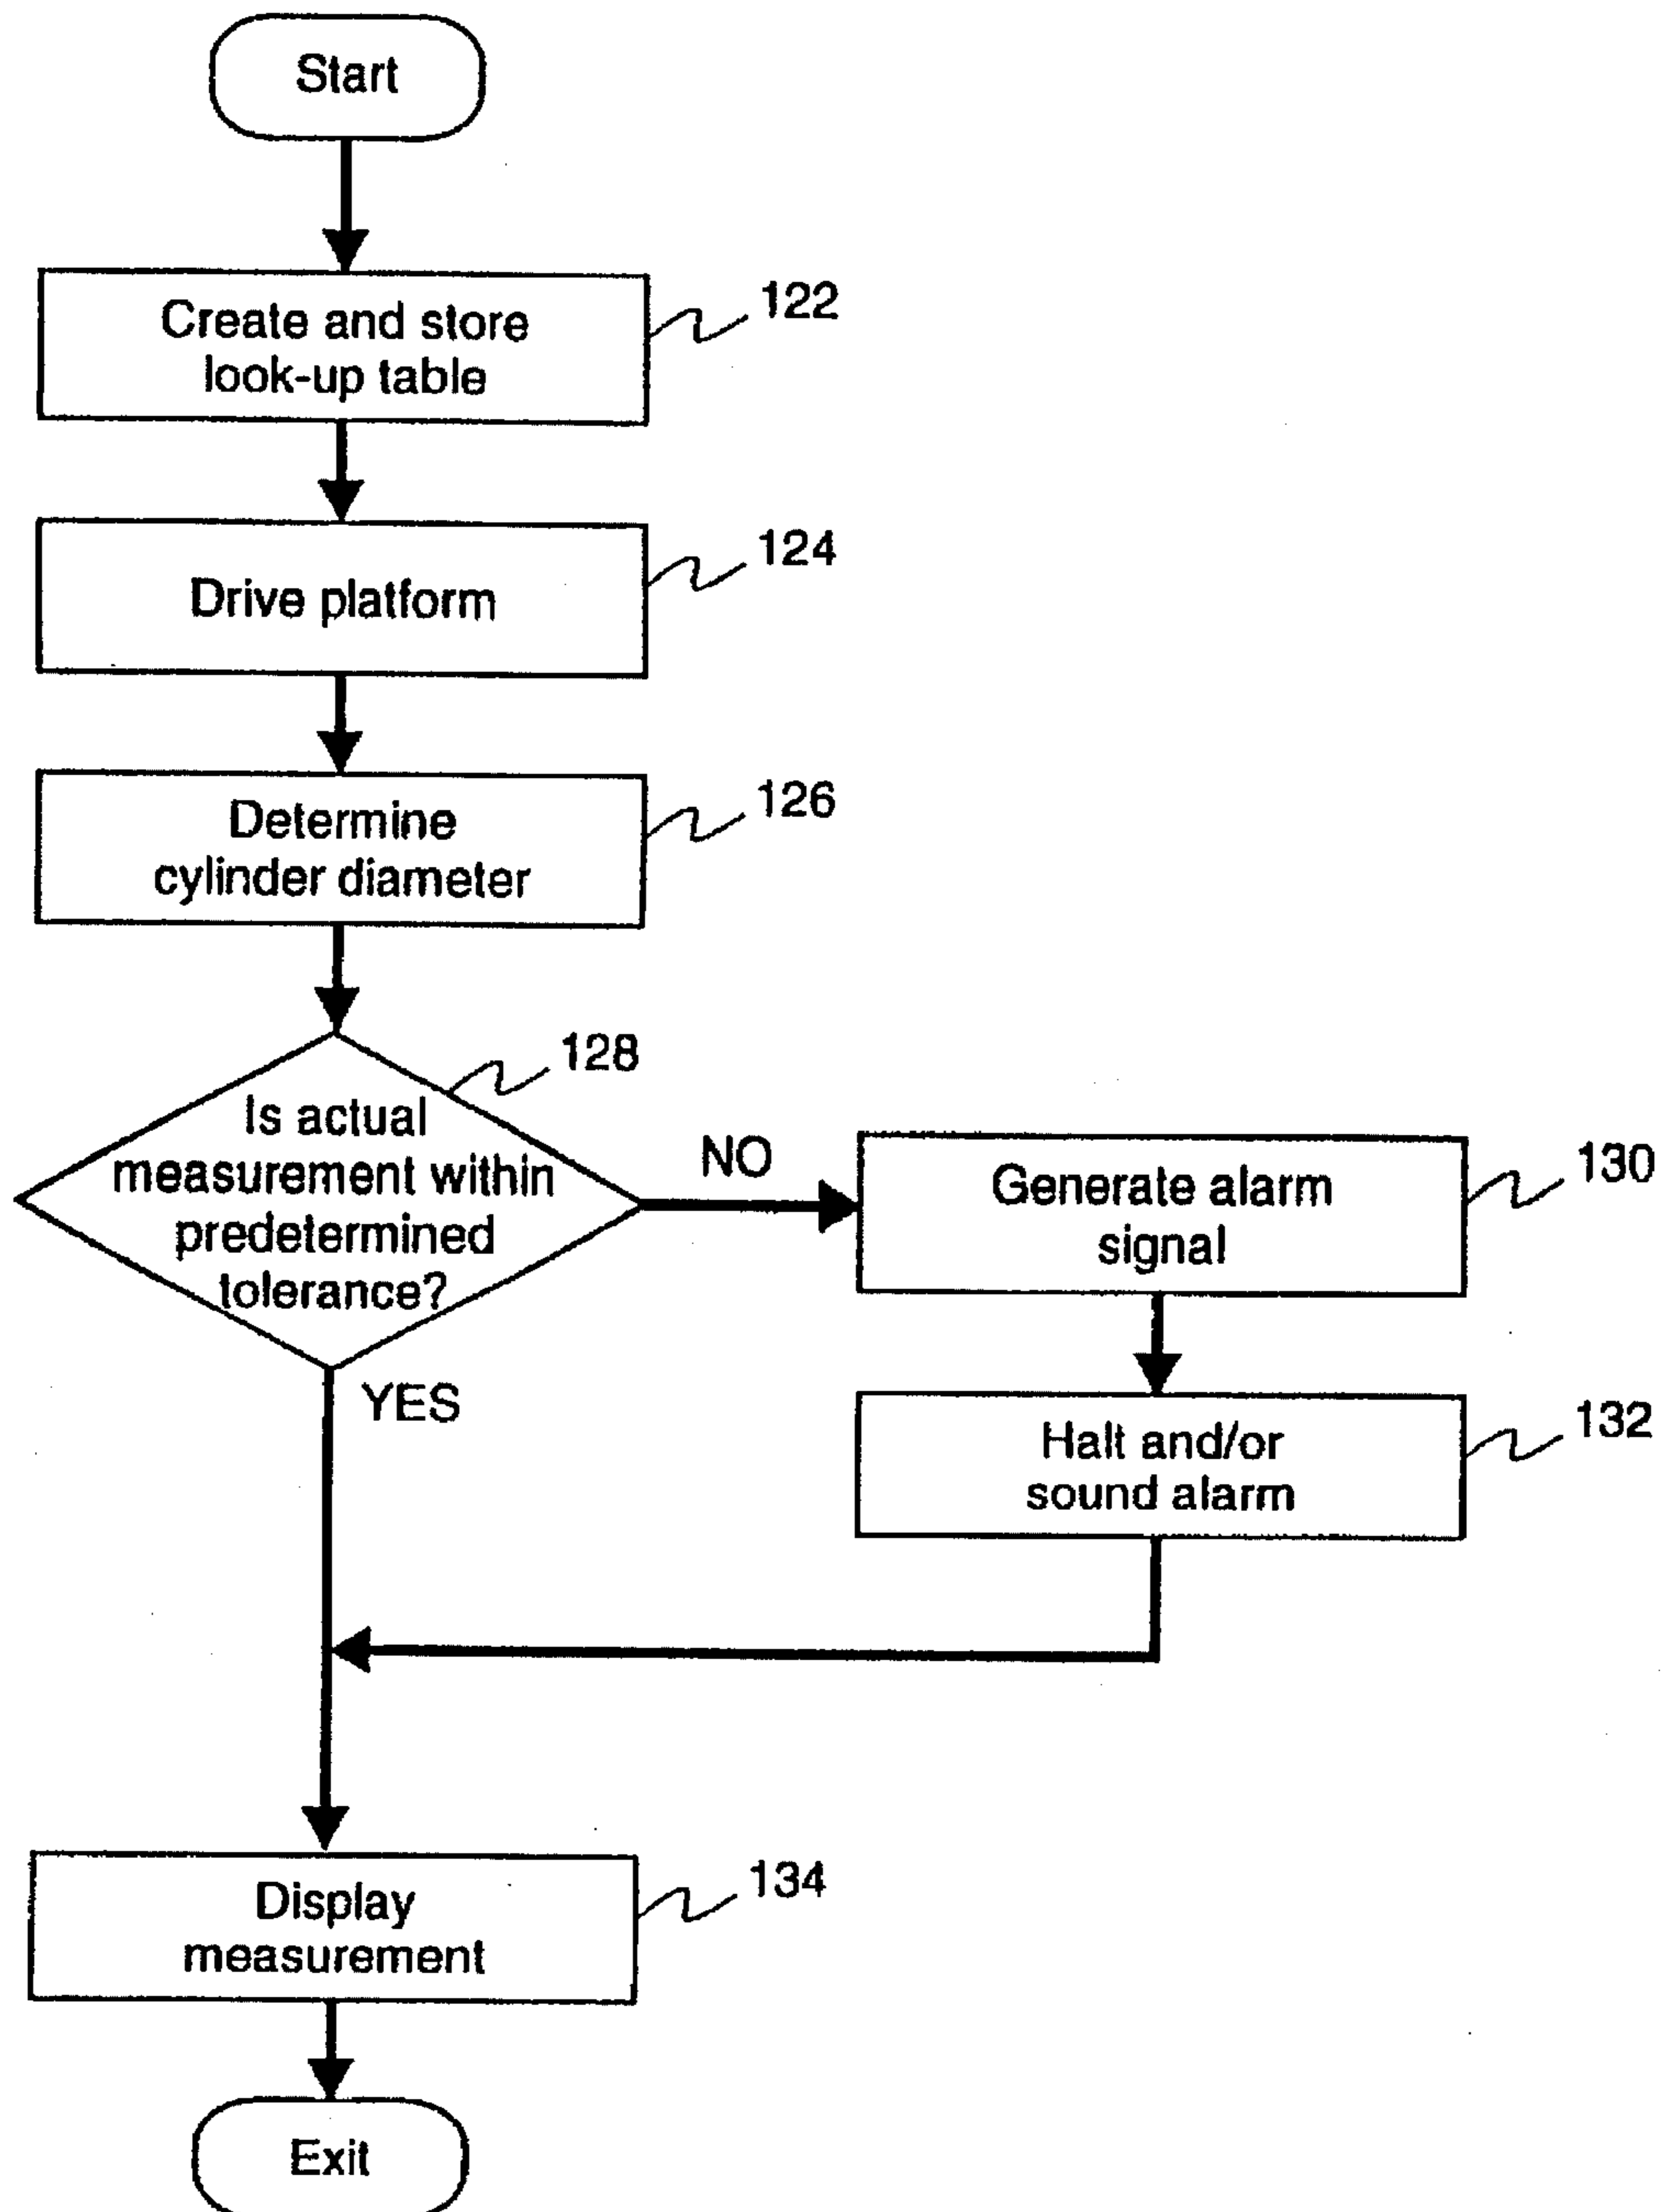 Start
Create and store
look-up table
122
Drive platform
124
Determine
cylinder diameter
126
Is actual
measurement within
predetermined
tolerance?
128
NO
Generate alarm
signal
130
YES
Halt and/or
sound alarm
132
Display
measurement
134
Exit